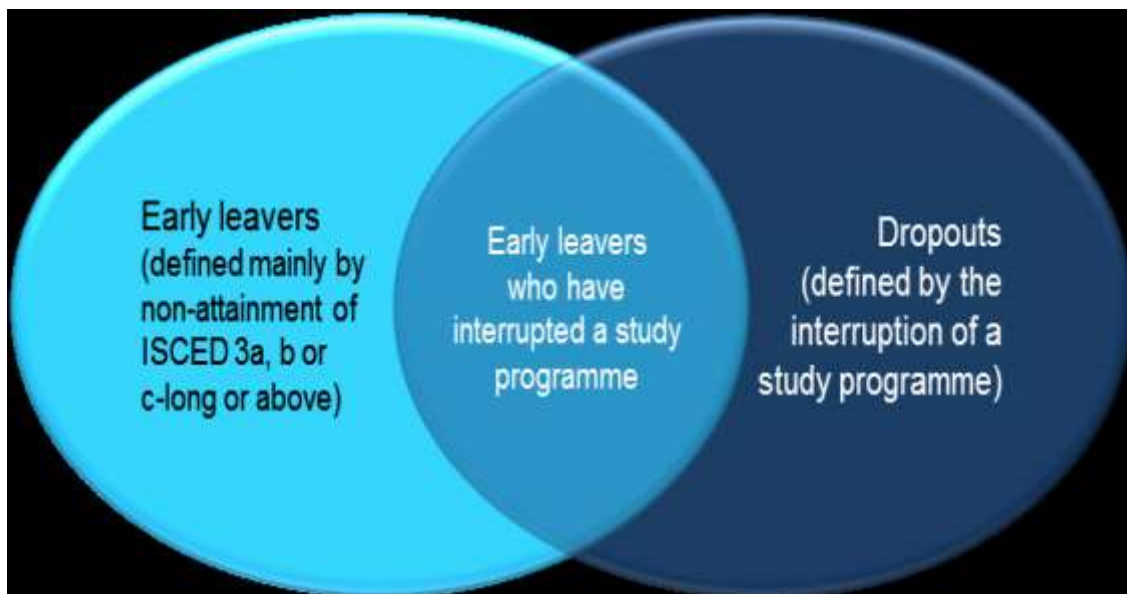 Early leavers
(defined mainly by
non-attainment of
ISCED 3a, b or
c-long or above)
Early leavers
who have
interrupted a study
programme
Dropouts
(defined by the
interruption of a
study programme)